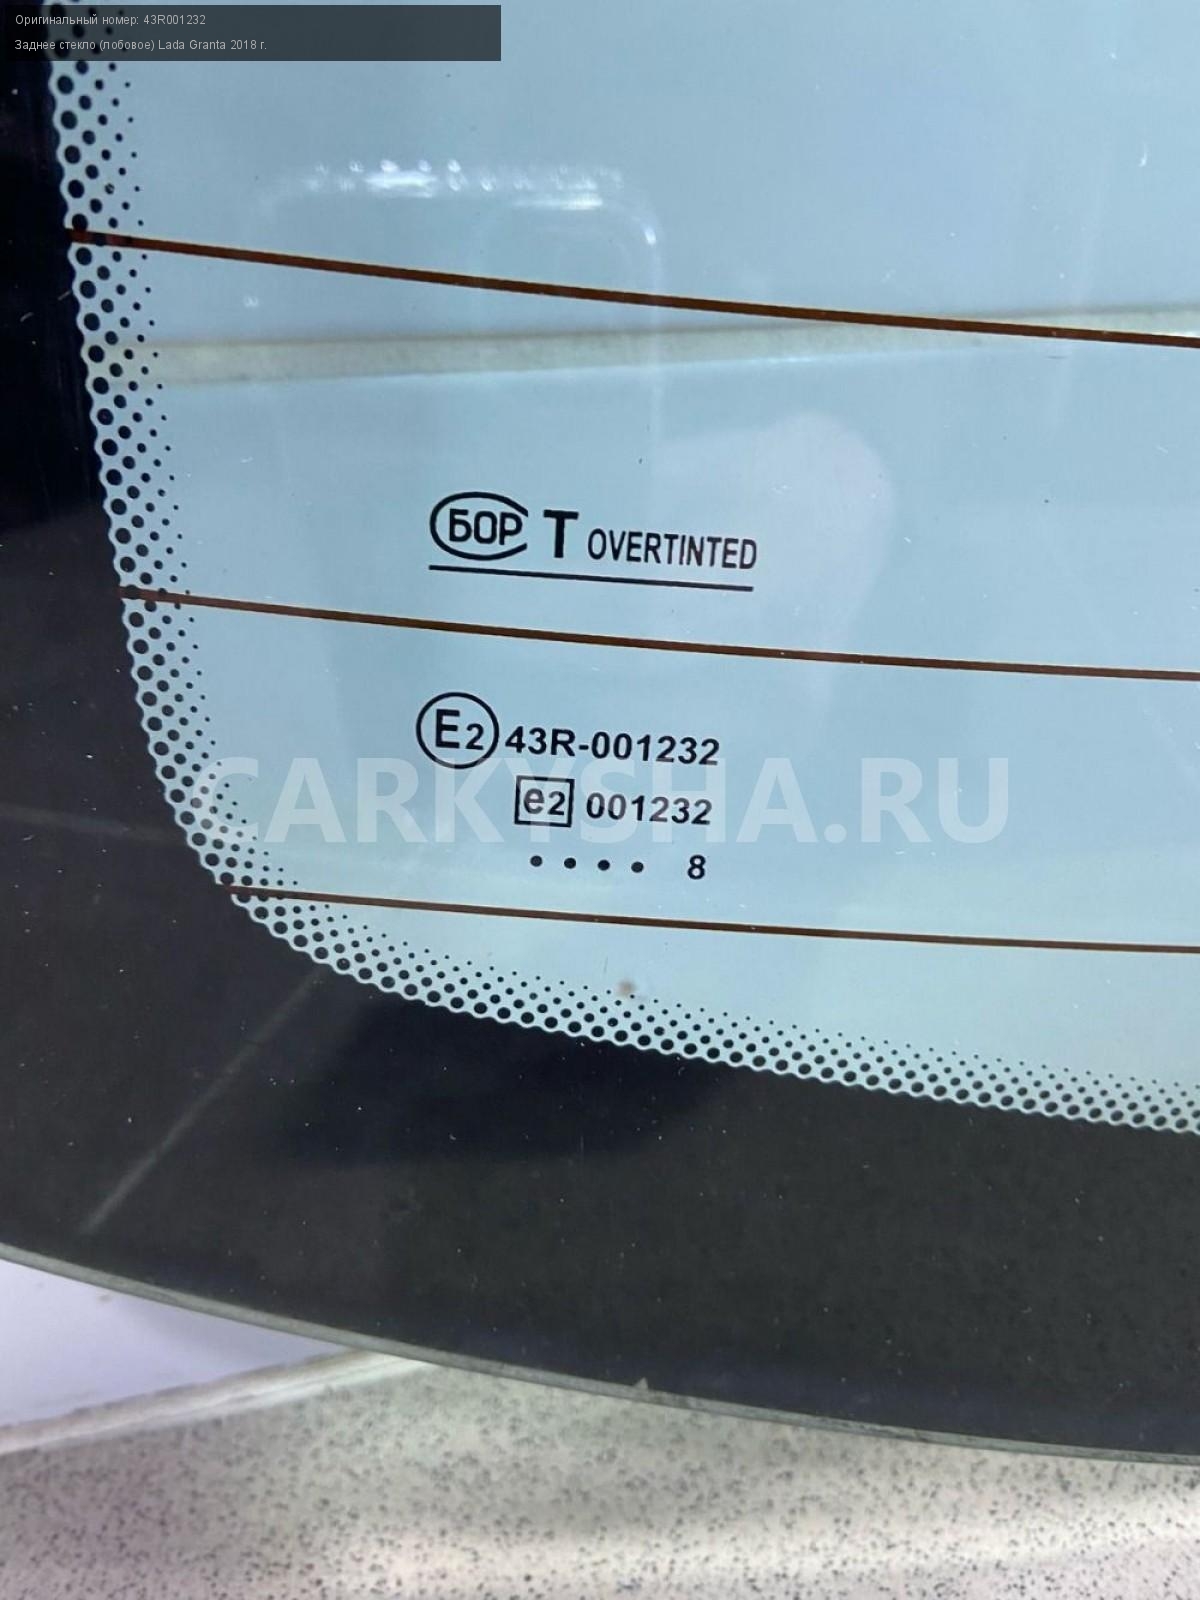 Оригинальный номер: 43R001232
Заднее стекло (лобовое) Lada Granta 2018 г.
БОР T OVERTINTED
E2 43R-001232
e2 001232
• • • • 8
CARKYSHA.RU